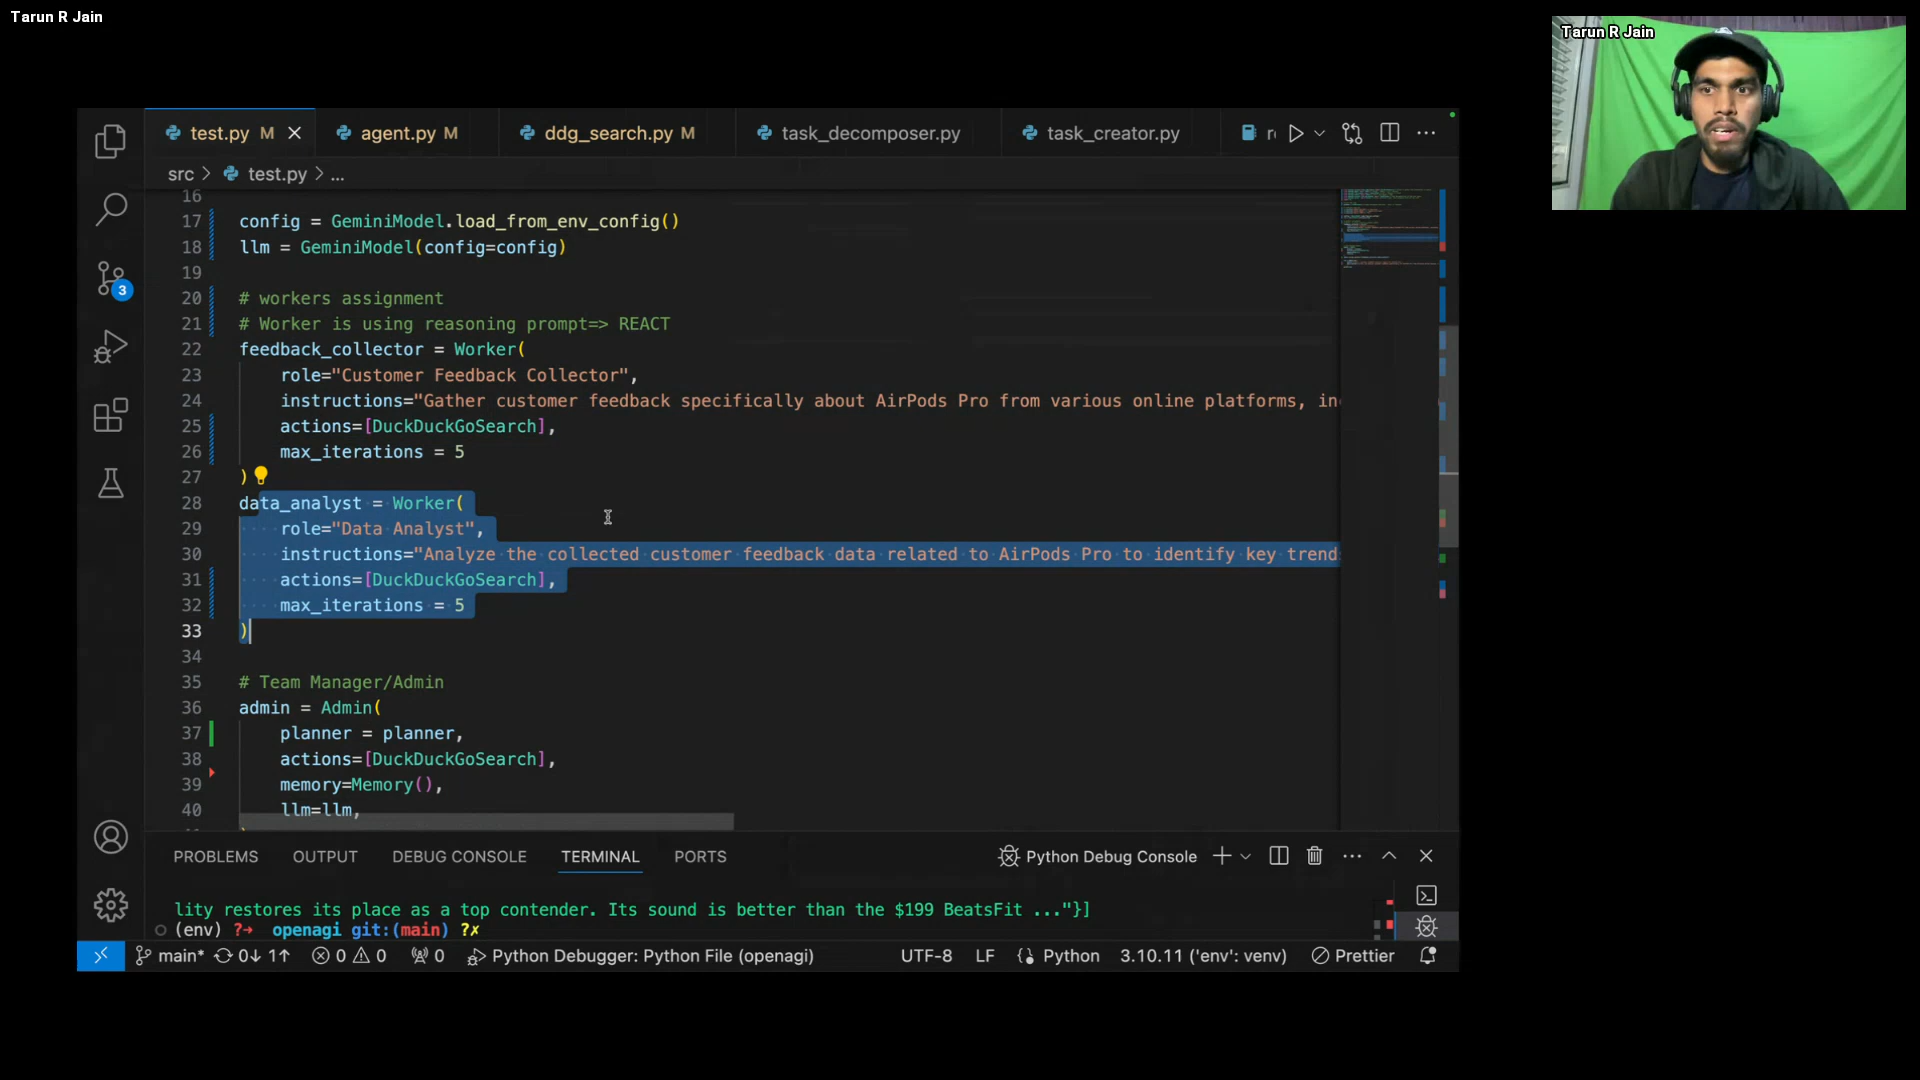 Tarun R Jain
Tarun R Jain
test.py M
agent.py M
ddg_search.py M
task_decomposer.py
task_creator.py
src > test.py > ...
16
17 config = GeminiModel.load_from_env_config()
18 llm = GeminiModel(config=config)
19
20 # workers assignment
21 # Worker is using reasoning prompt=> REACT
22 feedback_collector = Worker(
23 role="Customer Feedback Collector",
24 instructions="Gather customer feedback specifically about AirPods Pro from various online platforms,
25 actions=[DuckDuckGoSearch],
26 max_iterations = 5
27 )
28 data_analyst = Worker(
29 role="Data Analyst",
30 instructions="Analyze the collected customer feedback data related to AirPods Pro to identify key trend
31 actions=[DuckDuckGoSearch],
32 max_iterations = 5
33 )
34
35 # Team Manager/Admin
36 admin = Admin(
37 planner = planner,
38 actions=[DuckDuckGoSearch],
39 memory=Memory(),
40 llm=llm,
3
PROBLEMS OUTPUT DEBUG CONSOLE TERMINAL PORTS
Python Debug Console
lity restores its place as a top contender. Its sound is better than the $199 BeatsFit ..."}]
(env) ?→ openagi git:(main) ?✗
main* 0↓ 1↑ 0 0 0 Python Debugger: Python File (openagi) UTF-8 LF Python 3.10.11 ('env': venv) Prettier